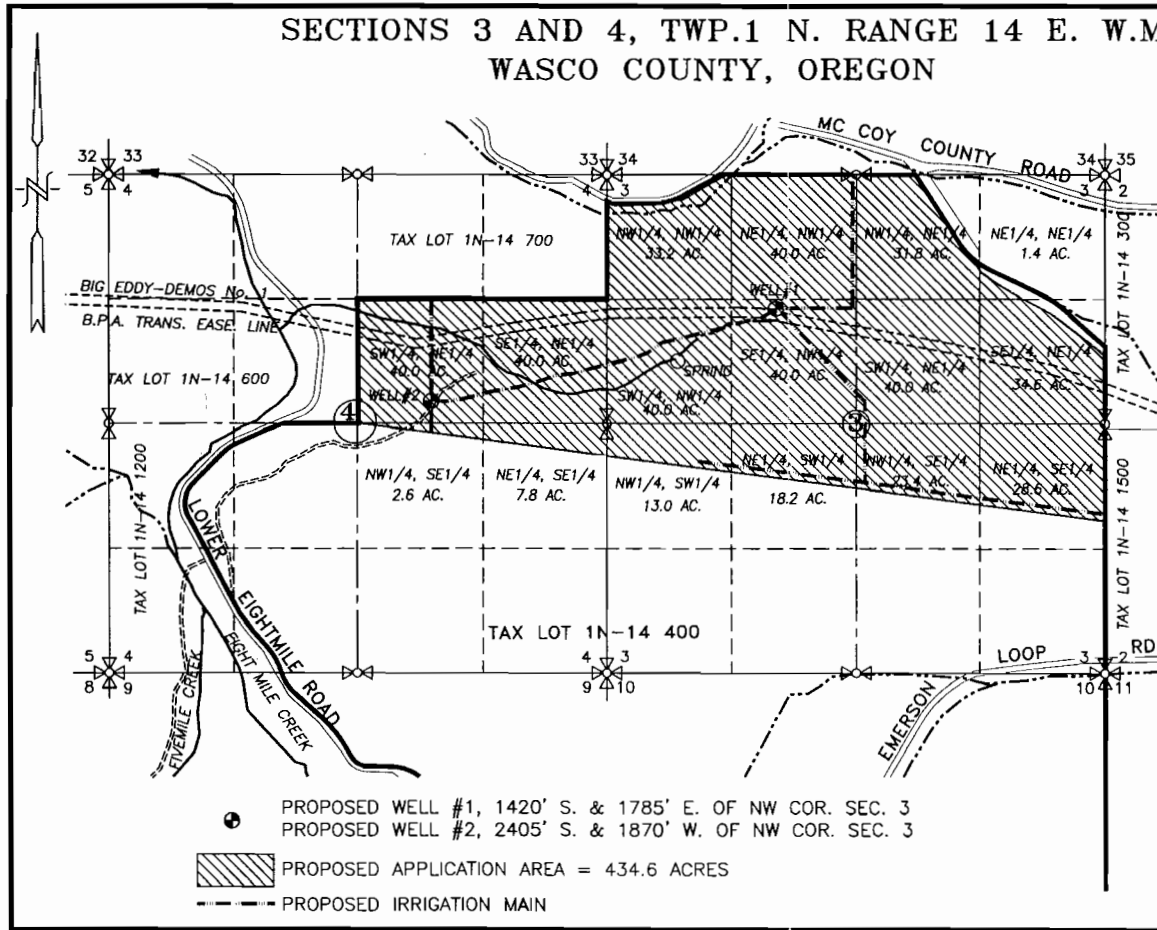 SECTIONS 3 AND 4, TWP.1 N. RANGE 14 E. W.M
WASCO COUNTY, OREGON
N
MC COY COUNTY ROAD
32 33
5 4
33 34
4 3
34 35
3 2
TAX LOT 1N-14 700
NW1/4, NW1/4
33.2 AC.
NE1/4, NW1/4
40.0 AC.
NW1/4, NE1/4
31.8 AC.
NE1/4, NE1/4
1.4 AC.
TAX LOT 1N-14 300
BIG EDDY-DEMOS No. 1
B.P.A. TRANS. EASE. LINE
WELL#1
TAX LOT 1N-14 600
SW1/4, NE1/4
40.0 AC.
SE1/4, NE1/4
40.0 AC.
SPRING
SE1/4, NW1/4
40.0 AC.
SW1/4, NE1/4
40.0 AC.
SE1/4, NE1/4
34.6 AC.
WELL#2
SW1/4, NW1/4
40.0 AC.
4
3
TAX LOT 1N-14 1200
NW1/4, SE1/4
2.6 AC.
NE1/4, SE1/4
7.8 AC.
NW1/4, SW1/4
13.0 AC.
NE1/4, SW1/4
18.2 AC.
NW1/4, SE1/4
23.4 AC.
NE1/4, SE1/4
28.6 AC.
TAX LOT 1N-14 1500
LOWER EIGHTMILE ROAD
TAX LOT 1N-14 400
FIVEMILE CREEK
EIGHT MILE CREEK
5 4
8 9
4 3
9 10
3 2
10 11
EMERSON LOOP RD
PROPOSED WELL #1, 1420' S. & 1785' E. OF NW COR. SEC. 3
PROPOSED WELL #2, 2405' S. & 1870' W. OF NW COR. SEC. 3
PROPOSED APPLICATION AREA = 434.6 ACRES
PROPOSED IRRIGATION MAIN